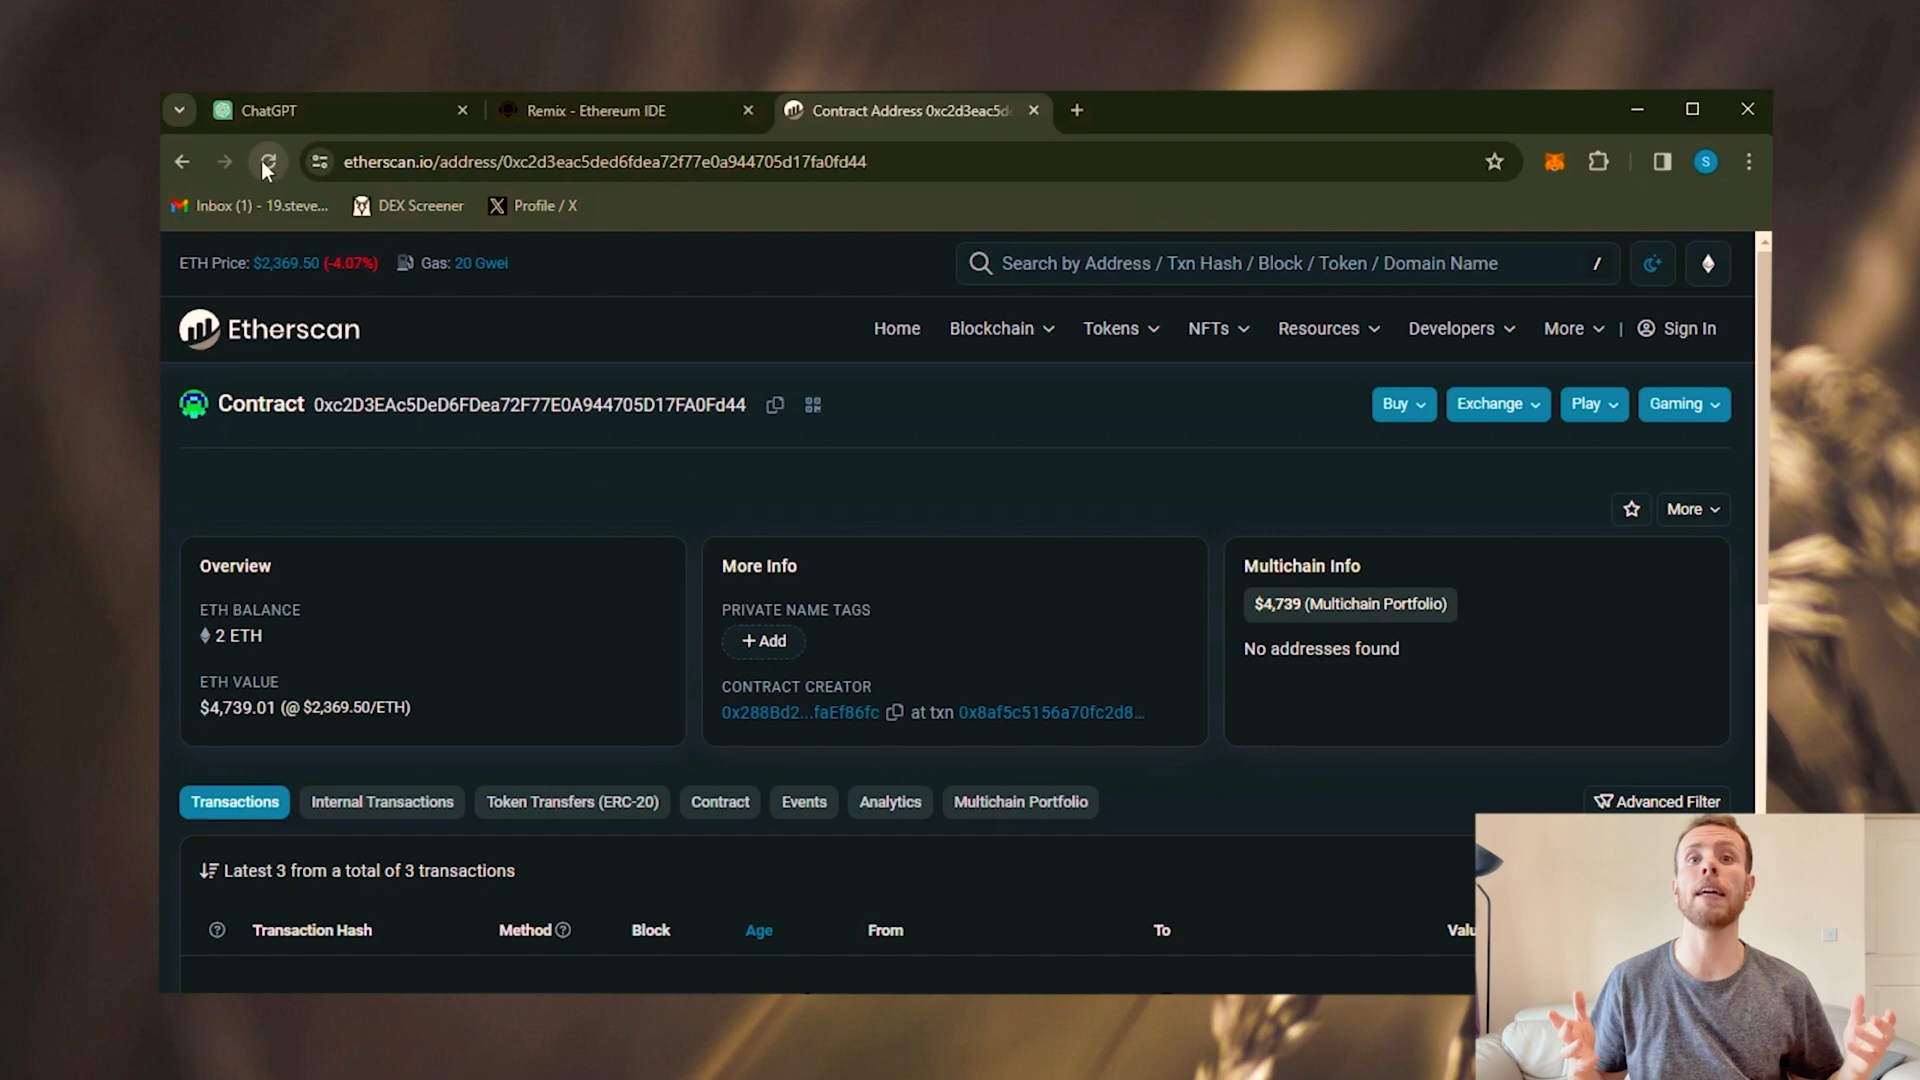 ChatGPT
Remix - Ethereum IDE
Contract Address 0xc2d3eac5d
etherscan.io/address/0xc2d3eac5ded6fdea72f77e0a944705d17fa0fd44
S
Inbox (1) - 19.steve...
DEX Screener
Profile / X
ETH Price: $2,369.50 (-4.07%)
Gas: 20 Gwei
Search by Address / Txn Hash / Block / Token / Domain Name
/
Etherscan
Home
Blockchain
Tokens
NFTs
Resources
Developers
More
|
Sign In
Contract 0xc2D3EAc5DeD6FDea72F77E0A944705D17FA0Fd44
Buy
Exchange
Play
Gaming
More
Overview
ETH BALANCE
2 ETH
ETH VALUE
$4,739.01 (@ $2,369.50/ETH)
More Info
PRIVATE NAME TAGS
+ Add
CONTRACT CREATOR
0x288Bd2...faEf86fc at txn 0x8af5c5156a70fc2d8...
Multichain Info
$4,739 (Multichain Portfolio)
No addresses found
Transactions
Internal Transactions
Token Transfers (ERC-20)
Contract
Events
Analytics
Multichain Portfolio
Advanced Filter
Latest 3 from a total of 3 transactions
Transaction Hash
Method
Block
Age
From
To
Valu